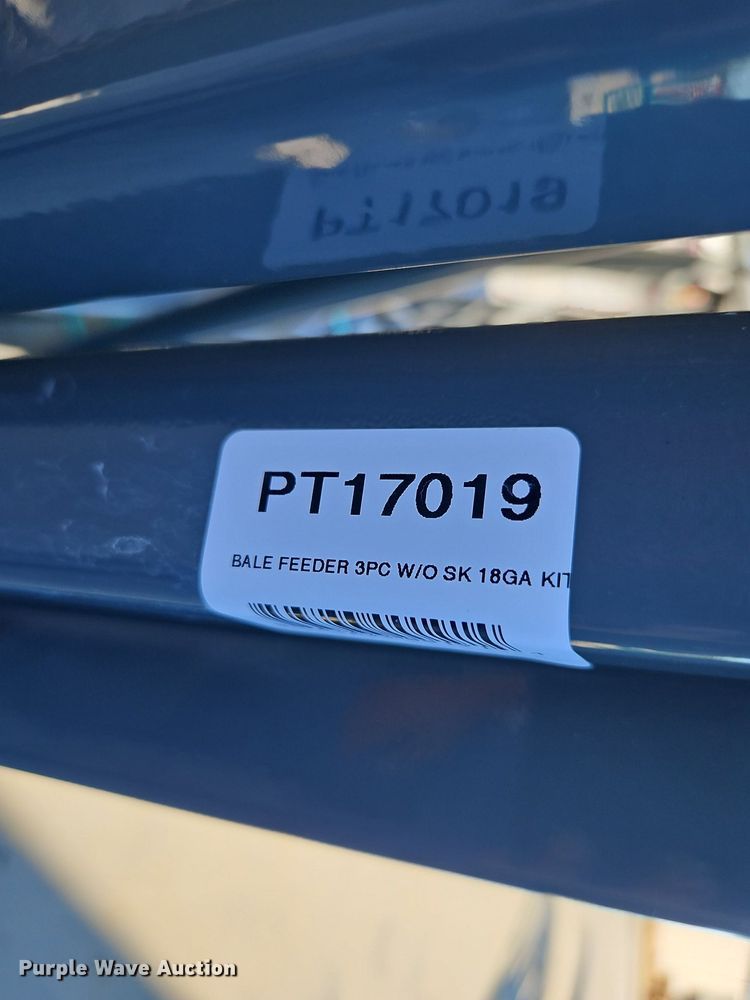 PT17019
BALE FEEDER 3PC W/O SK 18GA KIT
Purple Wave Auction